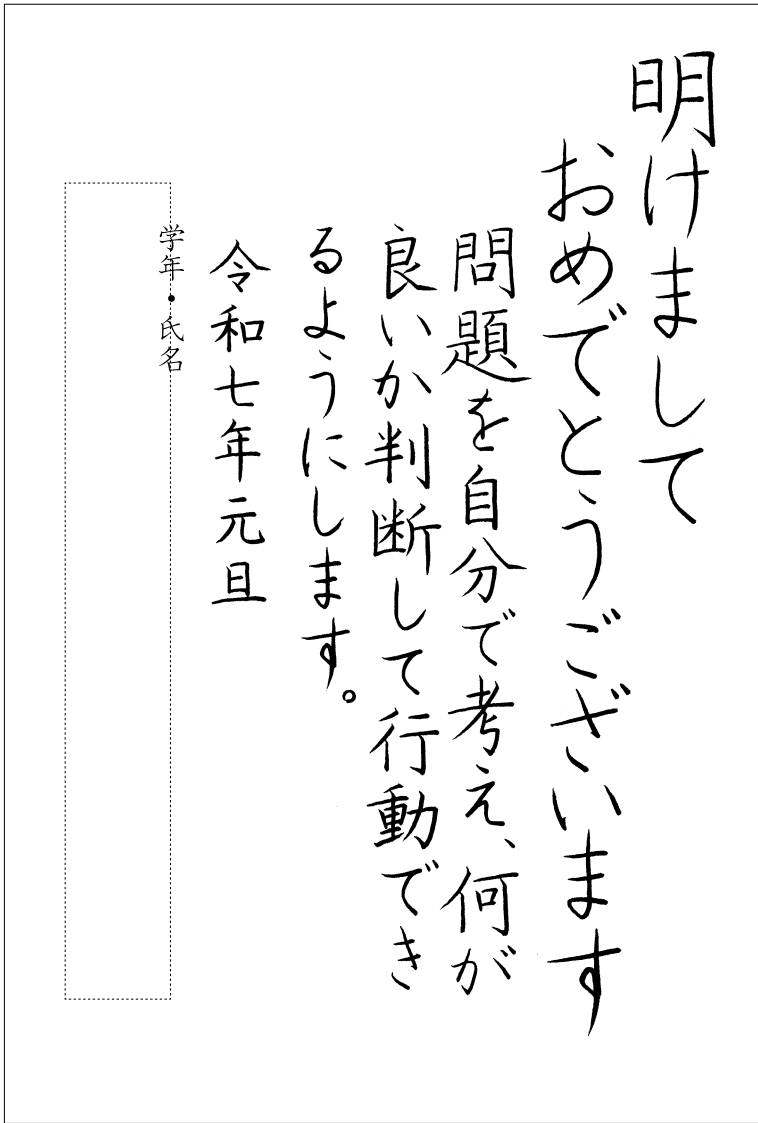 明けまして
おめでとうございます
問題を自分で考え、何が
良いか判断して行動でき
るようにします。
令和七年元旦
学年・氏名